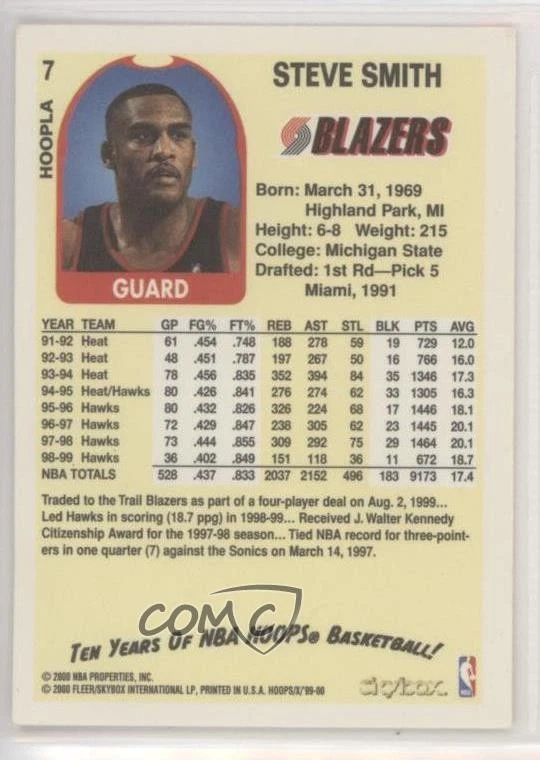 7
HOOPLA
STEVE SMITH
BLAZERS
Born: March 31, 1969
Highland Park, MI
Height: 6-8 Weight: 215
College: Michigan State
Drafted: 1st Rd—Pick 5
Miami, 1991
GUARD
YEAR TEAM GP FG% FT% REB AST STL BLK PTS AVG
91-92 Heat 61 .454 .748 188 278 59 19 729 12.0
92-93 Heat 48 .451 .787 197 267 50 16 766 16.0
93-94 Heat 78 .456 .835 352 394 84 35 1346 17.3
94-95 Heat/Hawks 80 .426 .841 276 274 62 33 1305 16.3
95-96 Hawks 80 .432 .826 326 224 68 17 1446 18.1
96-97 Hawks 72 .429 .847 238 305 62 23 1445 20.1
97-98 Hawks 73 .444 .855 309 292 75 29 1464 20.1
98-99 Hawks 36 .402 .849 151 118 36 11 672 18.7
NBA TOTALS 528 .437 .833 2037 2152 496 183 9173 17.4
Traded to the Trail Blazers as part of a four-player deal on Aug. 2, 1999...
Led Hawks in scoring (18.7 ppg) in 1998-99... Received J. Walter Kennedy
Citizenship Award for the 1997-98 season... Tied NBA record for three-point-
ers in one quarter (7) against the Sonics on March 14, 1997.
COMC
TEN YEARS OF NBA HOOPS® BASKETBALL!
© 2000 NBA PROPERTIES, INC.
© 2000 FLEER/SKYBOX INTERNATIONAL LP, PRINTED IN U.S.A. HOOPS/X/'99-00
skybox
NBA